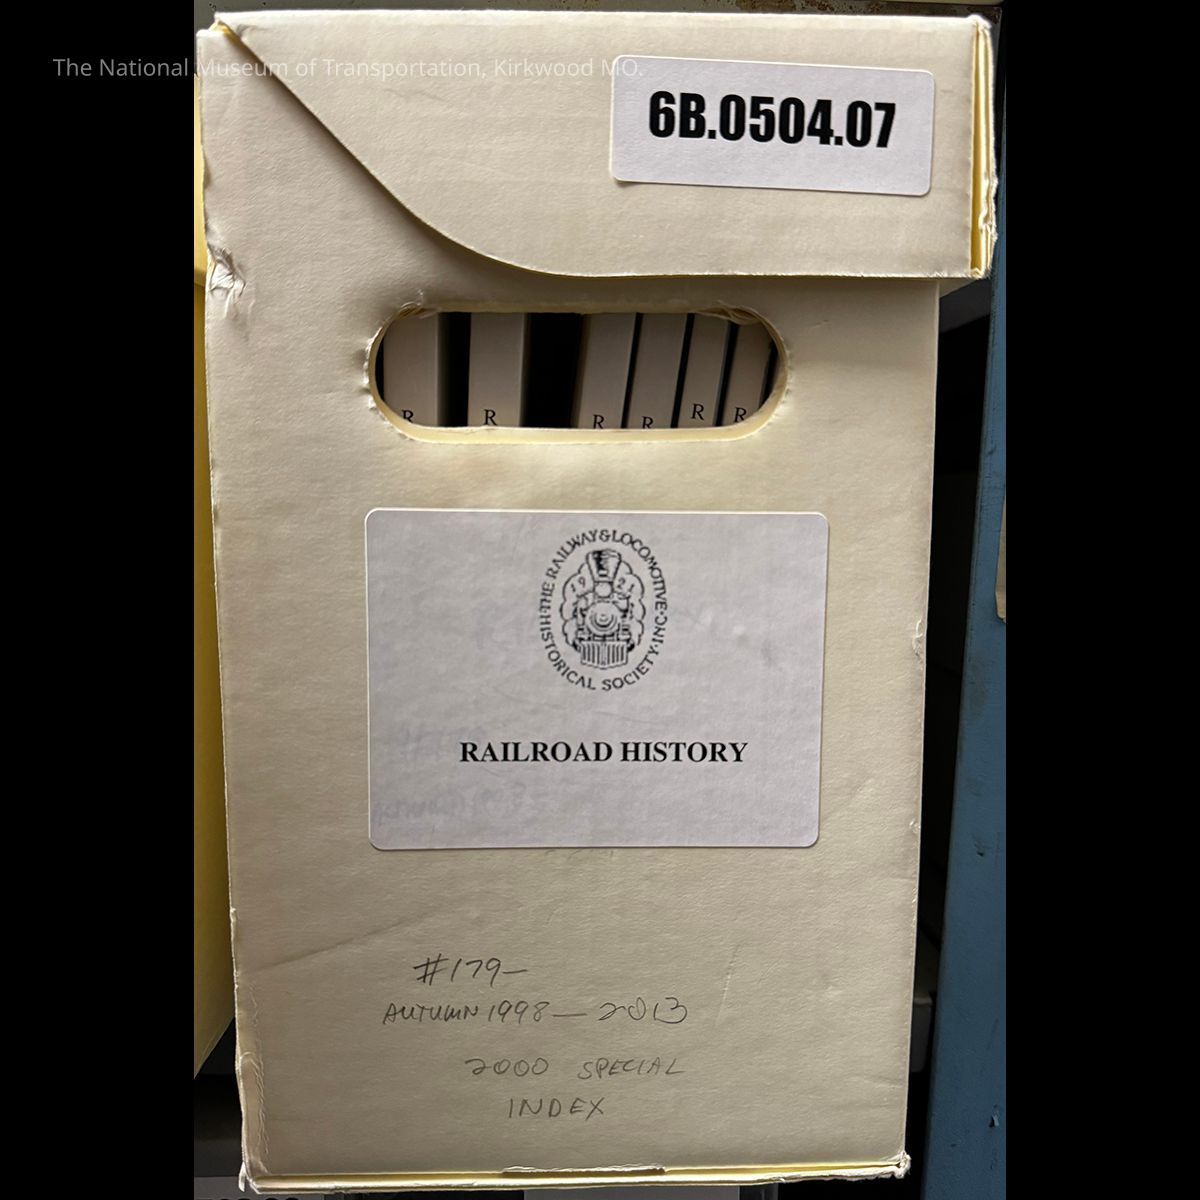 The National Museum of Transportation, Kirkwood MO.
6B.0504.07
R R R R R R
THE RAILWAY & LOCOMOTIVE HISTORICAL SOCIETY, INC.
1921
RAILROAD HISTORY
#179-
AUTUMN 1998 — 2013
2000 SPECIAL
INDEX